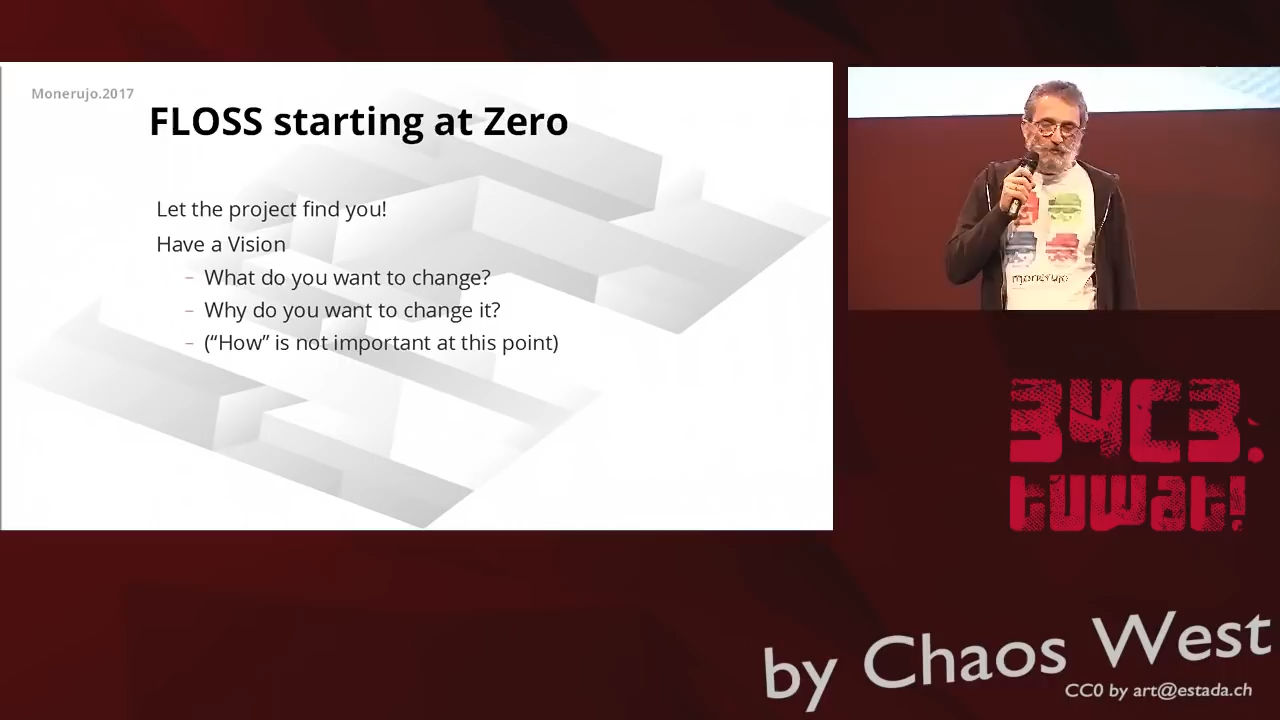 Monerujo.2017
FLOSS starting at Zero
Let the project find you!
Have a Vision
– What do you want to change?
– Why do you want to change it?
– (“How” is not important at this point)
monerujo
34C3:
tuwat!
by Chaos West
CC0 by art@estada.ch